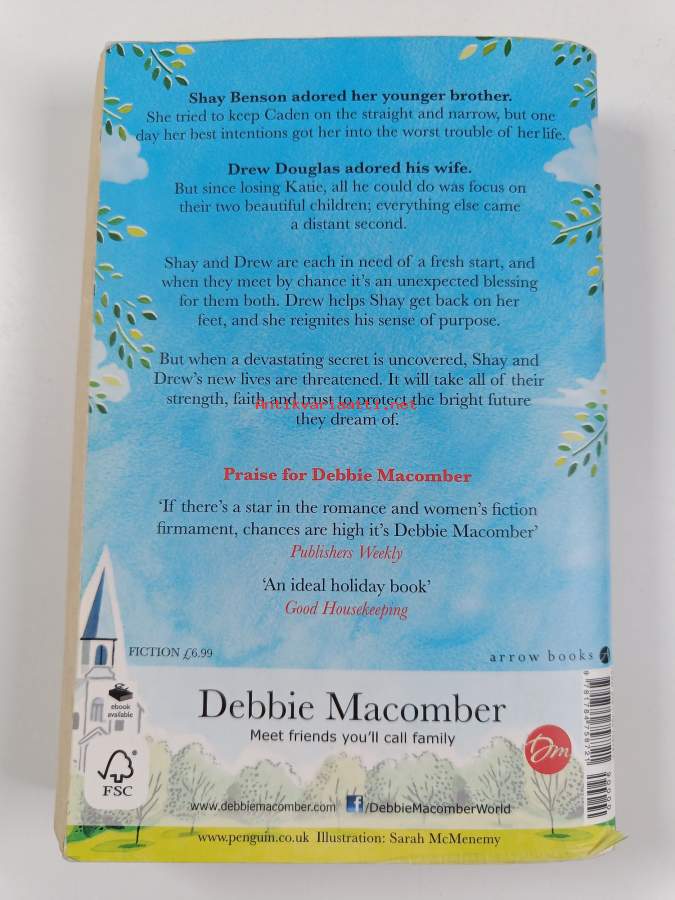 Shay Benson adored her younger brother.
She tried to keep Caden on the straight and narrow, but one
day her best intentions got her into the worst trouble of her life.
Drew Douglas adored his wife.
But since losing Katie, all he could do was focus on
their two beautiful children; everything else came
a distant second.
Shay and Drew are each in need of a fresh start, and
when they meet by chance it's an unexpected blessing
for them both. Drew helps Shay get back on her
feet, and she reignites his sense of purpose.
But when a devastating secret is uncovered, Shay and
Drew's new lives are threatened. It will take all of their
strength, faith and trust to protect the bright future
Antikvariaatti.net
they dream of.
Praise for Debbie Macomber
'If there's a star in the romance and women's fiction
firmament, chances are high it's Debbie Macomber'
Publishers Weekly
'An ideal holiday book'
Good Housekeeping
FICTION £6.99
arrow books
ebook
available
Debbie Macomber
Meet friends you'll call family
Dm
FSC
www.debbiemacomber.com f/DebbieMacomberWorld
www.penguin.co.uk Illustration: Sarah McMenemy